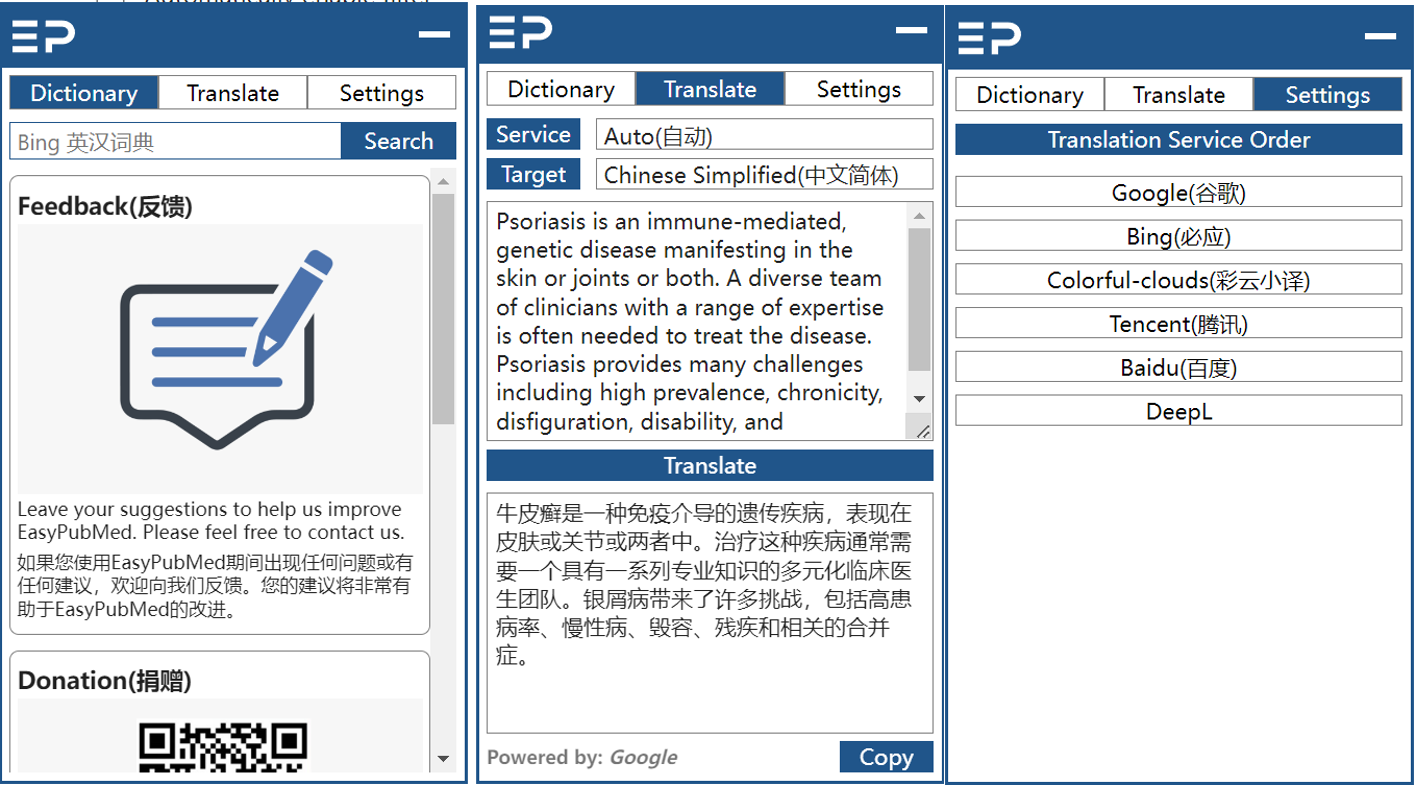 EP
Dictionary
Translate
Settings
Bing 英汉词典
Search
Feedback(反馈)
Leave your suggestions to help us improve
EasyPubMed. Please feel free to contact us.
如果您使用EasyPubMed期间出现任何问题或有
任何建议，欢迎向我们反馈。您的建议将非常有
助于EasyPubMed的改进。
Donation(捐赠)
EP
Dictionary
Translate
Settings
Service
Auto(自动)
Target
Chinese Simplified(中文简体)
Psoriasis is an immune-mediated,
genetic disease manifesting in the
skin or joints or both. A diverse team
of clinicians with a range of expertise
is often needed to treat the disease.
Psoriasis provides many challenges
including high prevalence, chronicity,
disfiguration, disability, and
Translate
牛皮癣是一种免疫介导的遗传疾病，表现在
皮肤或关节或两者中。治疗这种疾病通常需
要一个具有一系列专业知识的多元化临床医
生团队。银屑病带来了许多挑战，包括高患
病率、慢性病、毁容、残疾和相关的合并
症。
Powered by: Google
Copy
EP
Dictionary
Translate
Settings
Translation Service Order
Google(谷歌)
Bing(必应)
Colorful-clouds(彩云小译)
Tencent(腾讯)
Baidu(百度)
DeepL